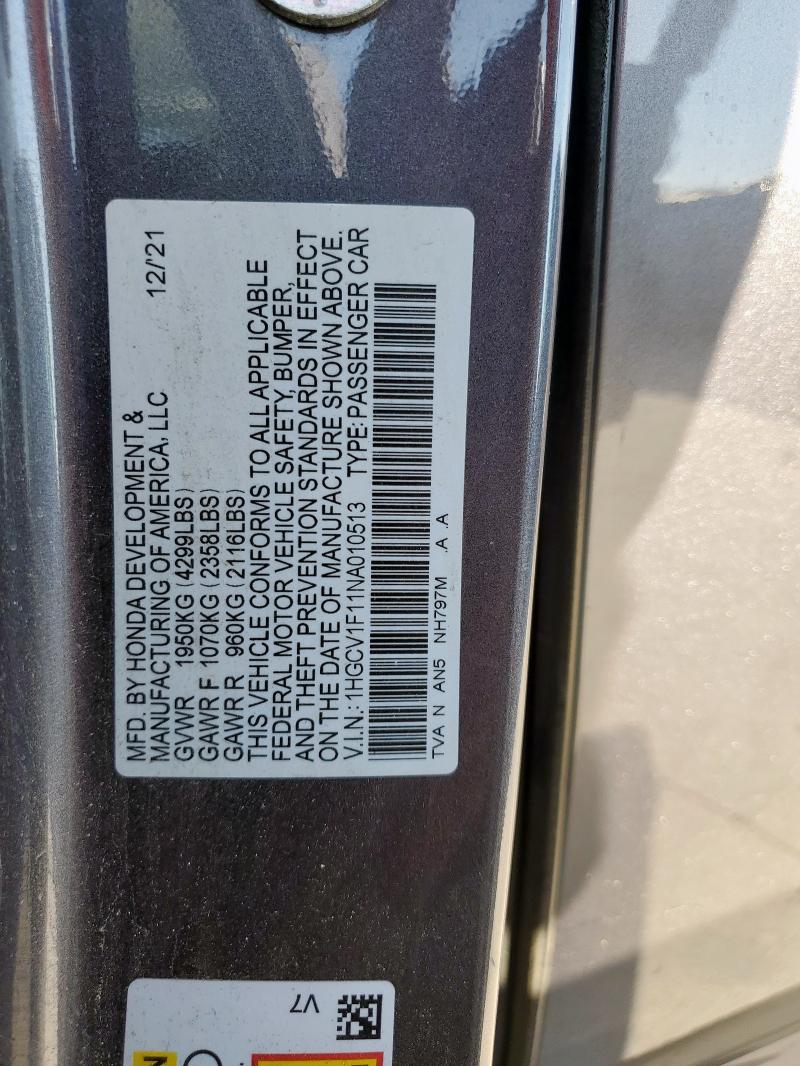 MFD. BY HONDA DEVELOPMENT &
MANUFACTURING OF AMERICA, LLC 12/'21
GVWR 1950KG (4299LBS)
GAWR F 1070KG (2358LBS)
GAWR R 960KG (2116LBS)
THIS VEHICLE CONFORMS TO ALL APPLICABLE
FEDERAL MOTOR VEHICLE SAFETY, BUMPER,
AND THEFT PREVENTION STANDARDS IN EFFECT
ON THE DATE OF MANUFACTURE SHOWN ABOVE.
V.I.N.: 1HGCV1F11NA010513 TYPE: PASSENGER CAR
TVA N AN5 NH797M .A .A
V7